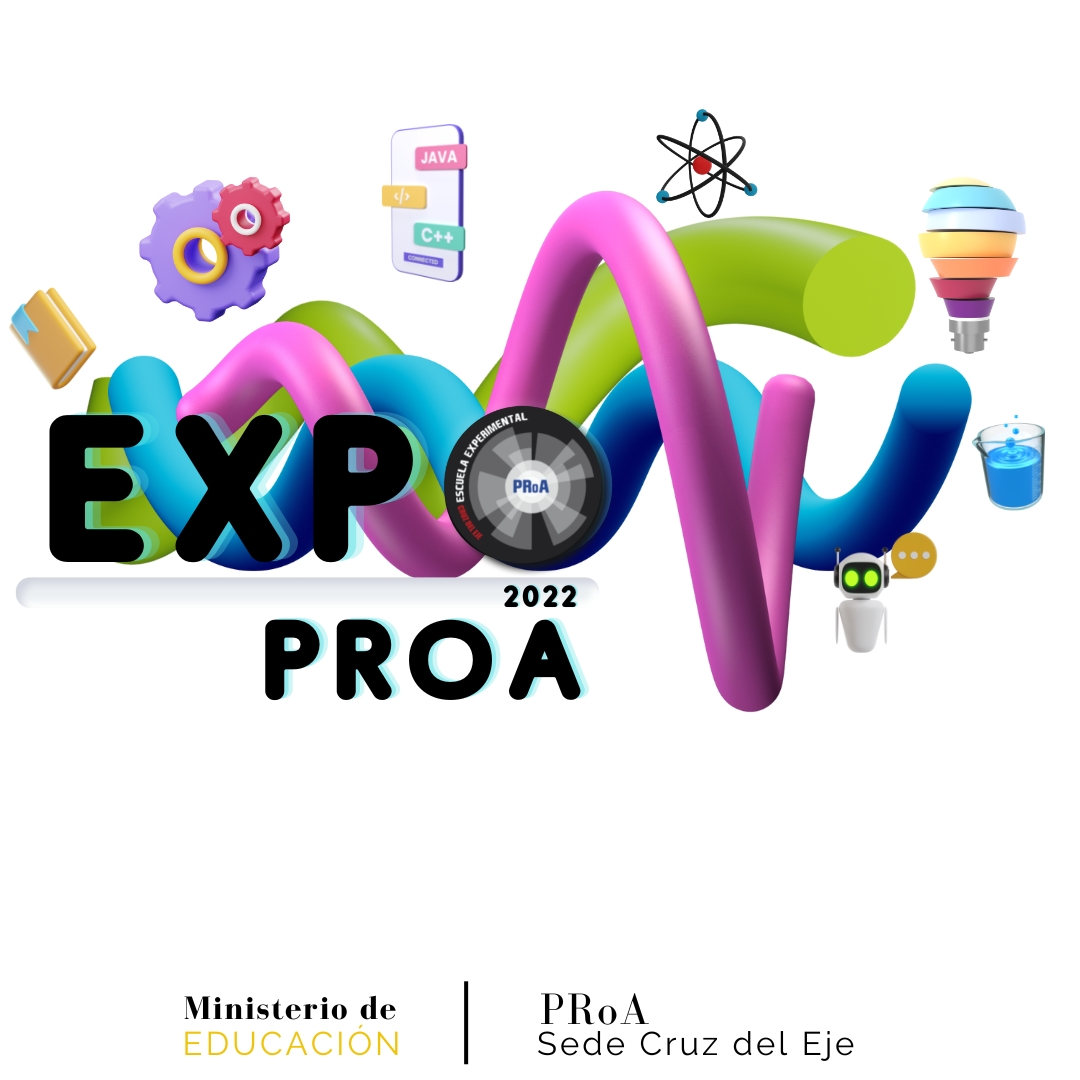 JAVA
</>
C++
CONNECTED
EXP
ESCUELA EXPERIMENTAL
PRoA
2022
PROA
Ministerio de
EDUCACIÓN
PRoA
Sede Cruz del Eje